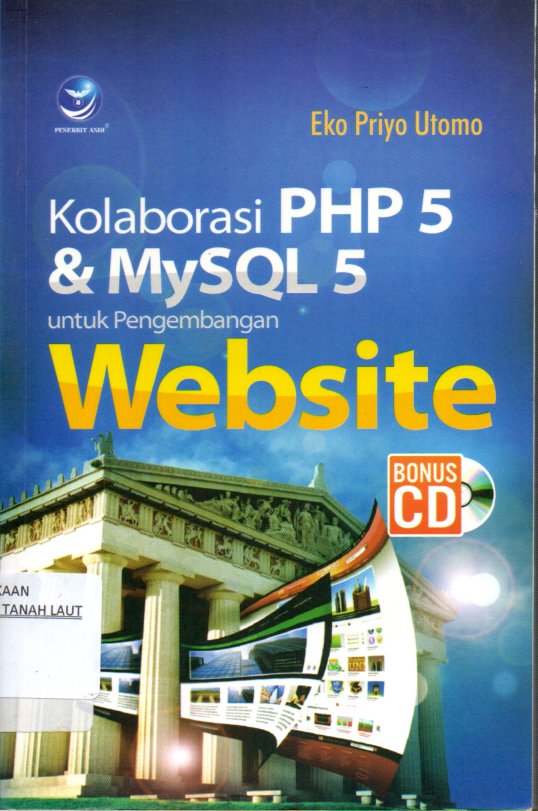 PENERBIT ANDI
Eko Priyo Utomo
Kolaborasi PHP 5
& MySQL 5
untuk Pengembangan
Website
BONUS
CD
KAAN
TANAH LAUT